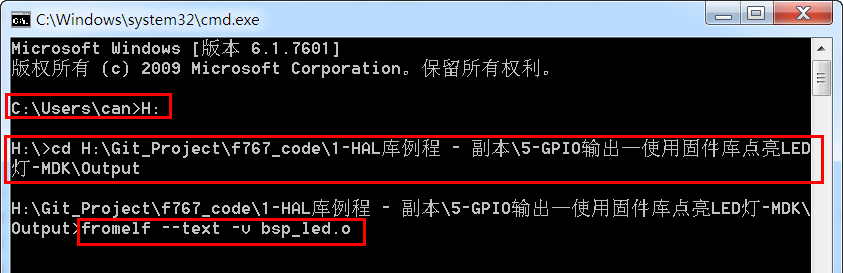 C:\Windows\system32\cmd.exe
Microsoft Windows [版本 6.1.7601]
版权所有 (c) 2009 Microsoft Corporation。保留所有权利。
C:\Users\can>H:
H:\>cd H:\Git_Project\f767_code\1-HAL库例程 - 副本\5-GPIO输出—使用固件库点亮LED
灯-MDK\Output
H:\Git_Project\f767_code\1-HAL库例程 - 副本\5-GPIO输出—使用固件库点亮LED灯-MDK\
Output>fromelf --text -v bsp_led.o